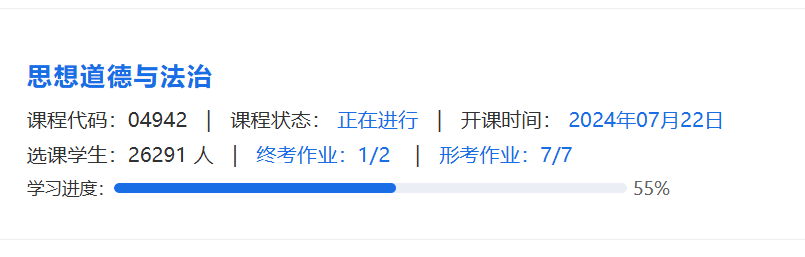 思想道德与法治
课程代码：04942 | 课程状态： 正在进行 | 开课时间： 2024年07月22日
选课学生：26291 人 | 终考作业：1/2 | 形考作业：7/7
学习进度： 55%